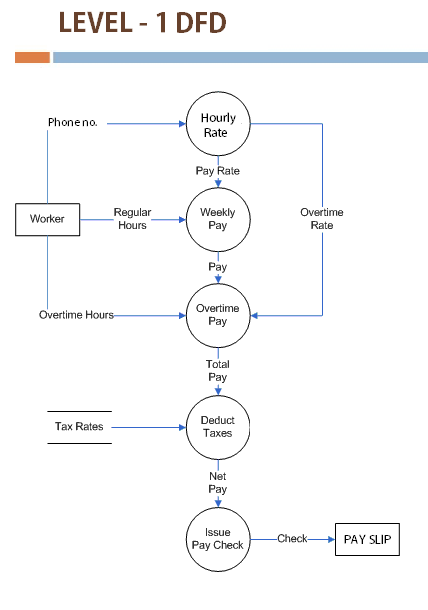 LEVEL - 1 DFD
Phone no.
Hourly
Rate
Pay Rate
Worker
Regular
Hours
Weekly
Pay
Overtime
Rate
Pay
Overtime Hours
Overtime
Pay
Total
Pay
Tax Rates
Deduct
Taxes
Net
Pay
Issue
Pay Check
Check
PAY SLIP